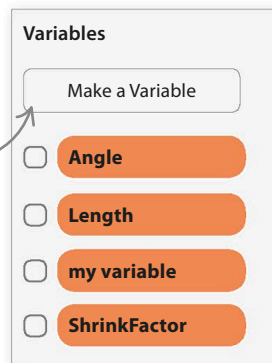 Variables
Make a Variable
Angle
Length
my variable
ShrinkFactor